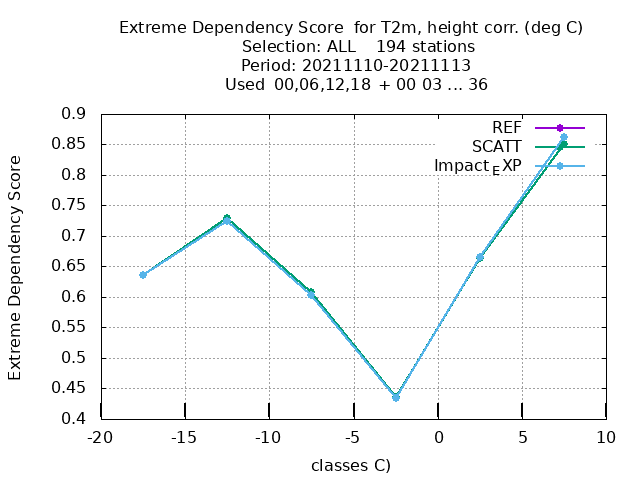 Extreme Dependency Score for T2m, height corr. (deg C)
Selection: ALL 194 stations
Period: 20211110-20211113
Used 00,06,12,18 + 00 03 ... 36
REF
SCATT
Impact_EXP
Extreme Dependency Score
0.9
0.85
0.8
0.75
0.7
0.65
0.6
0.55
0.5
0.45
0.4
-20 -15 -10 -5 0 5 10
classes C)